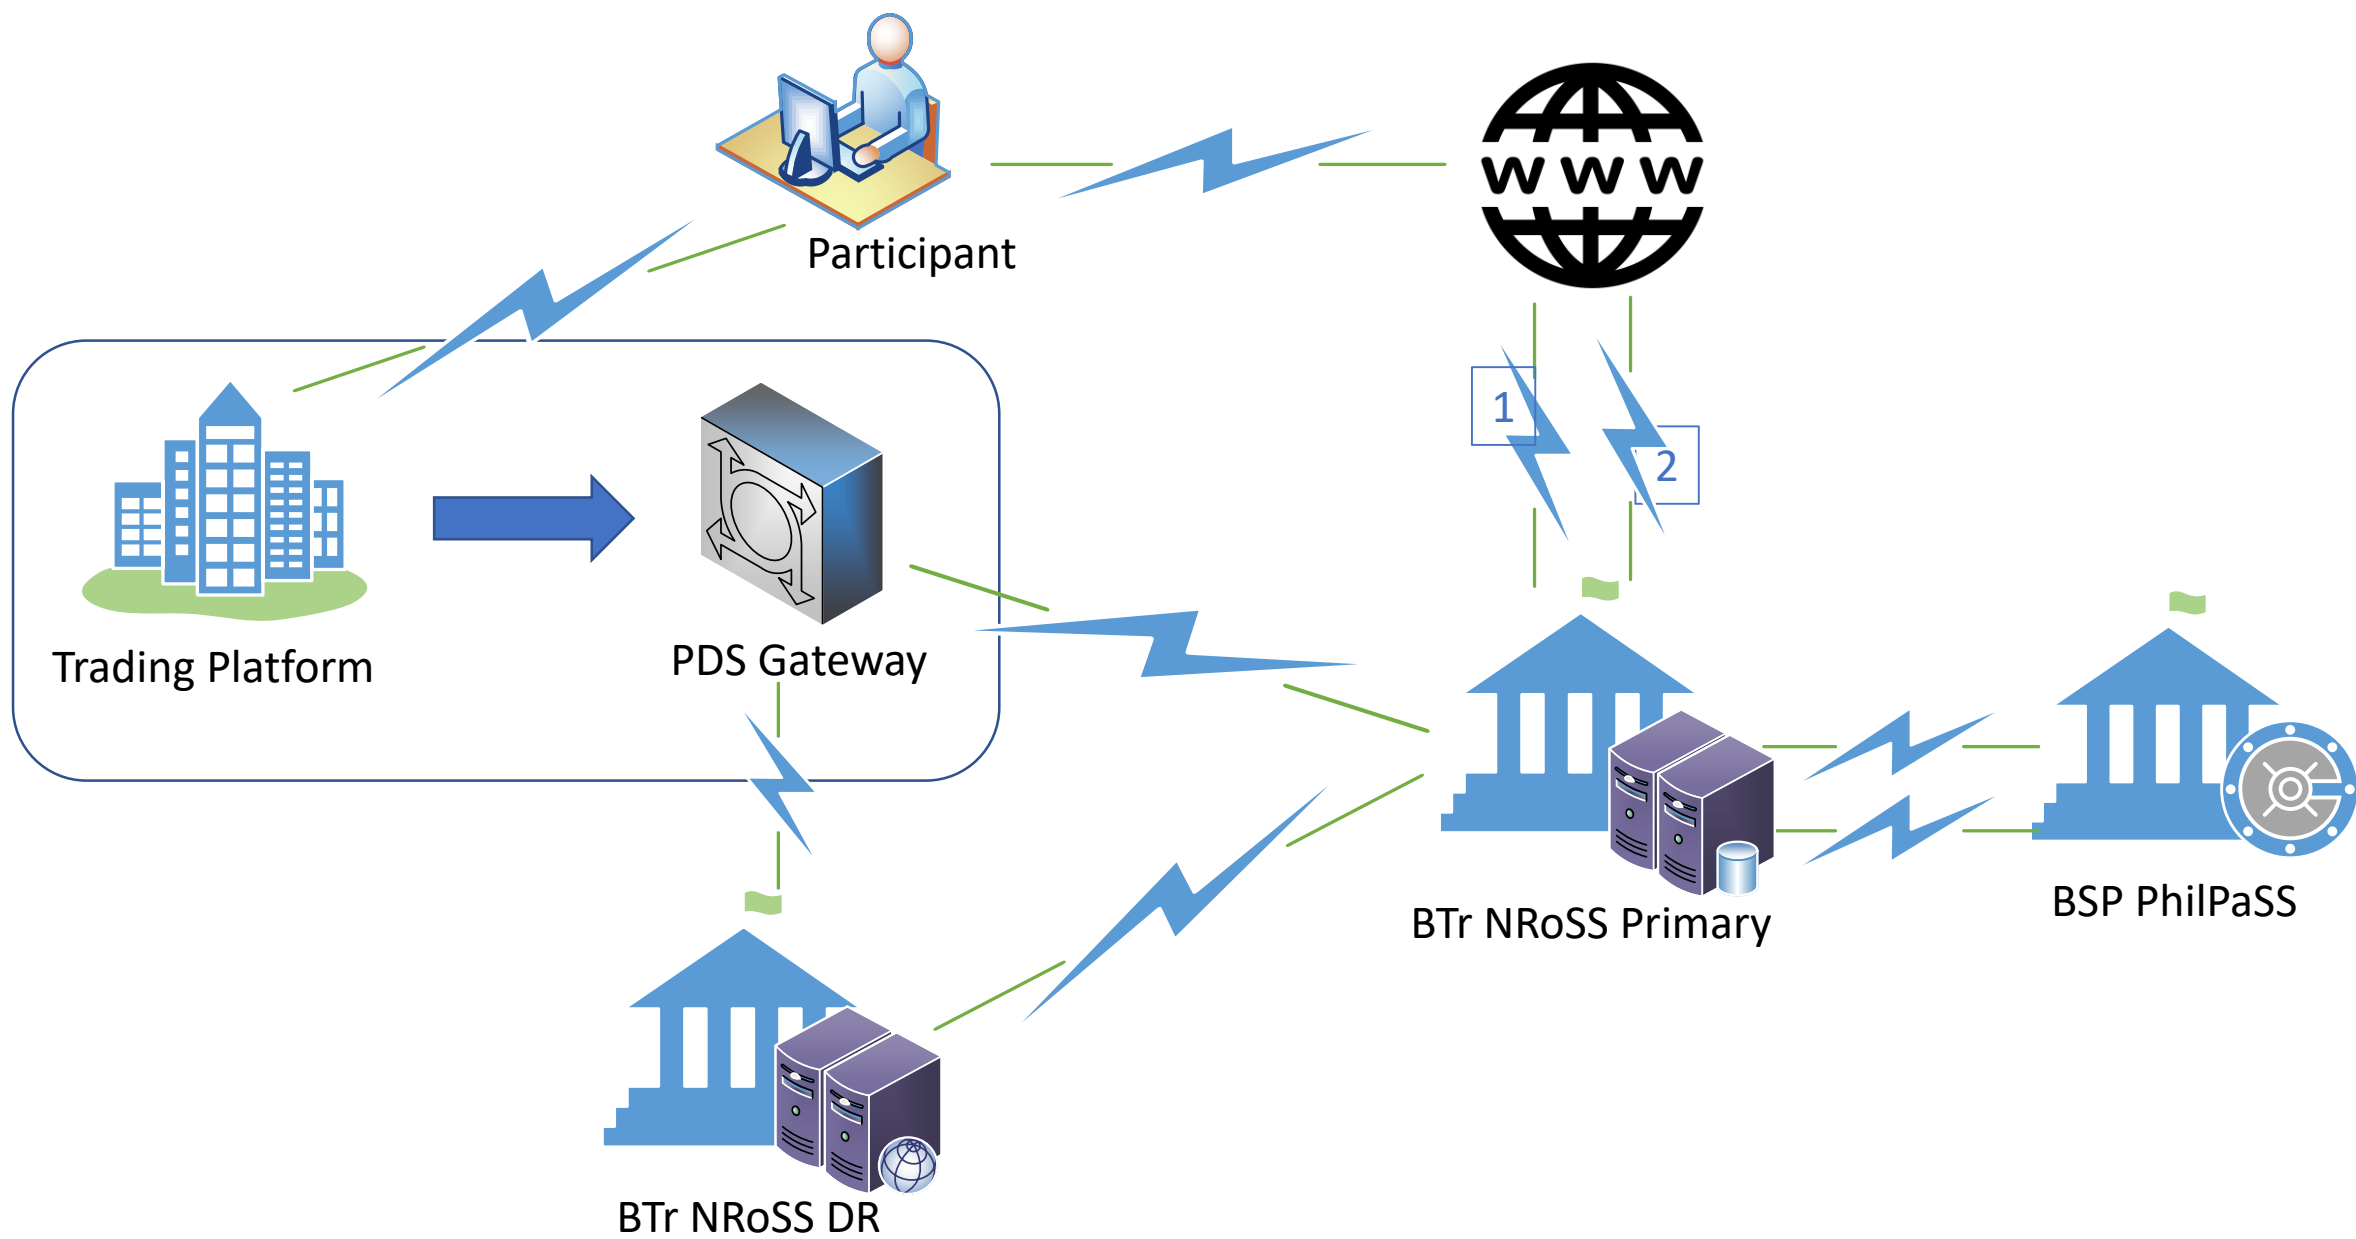 Participant
WWW
1
2
Trading Platform
PDS Gateway
BTr NRoSS Primary
BSP PhilPaSS
BTr NRoSS DR